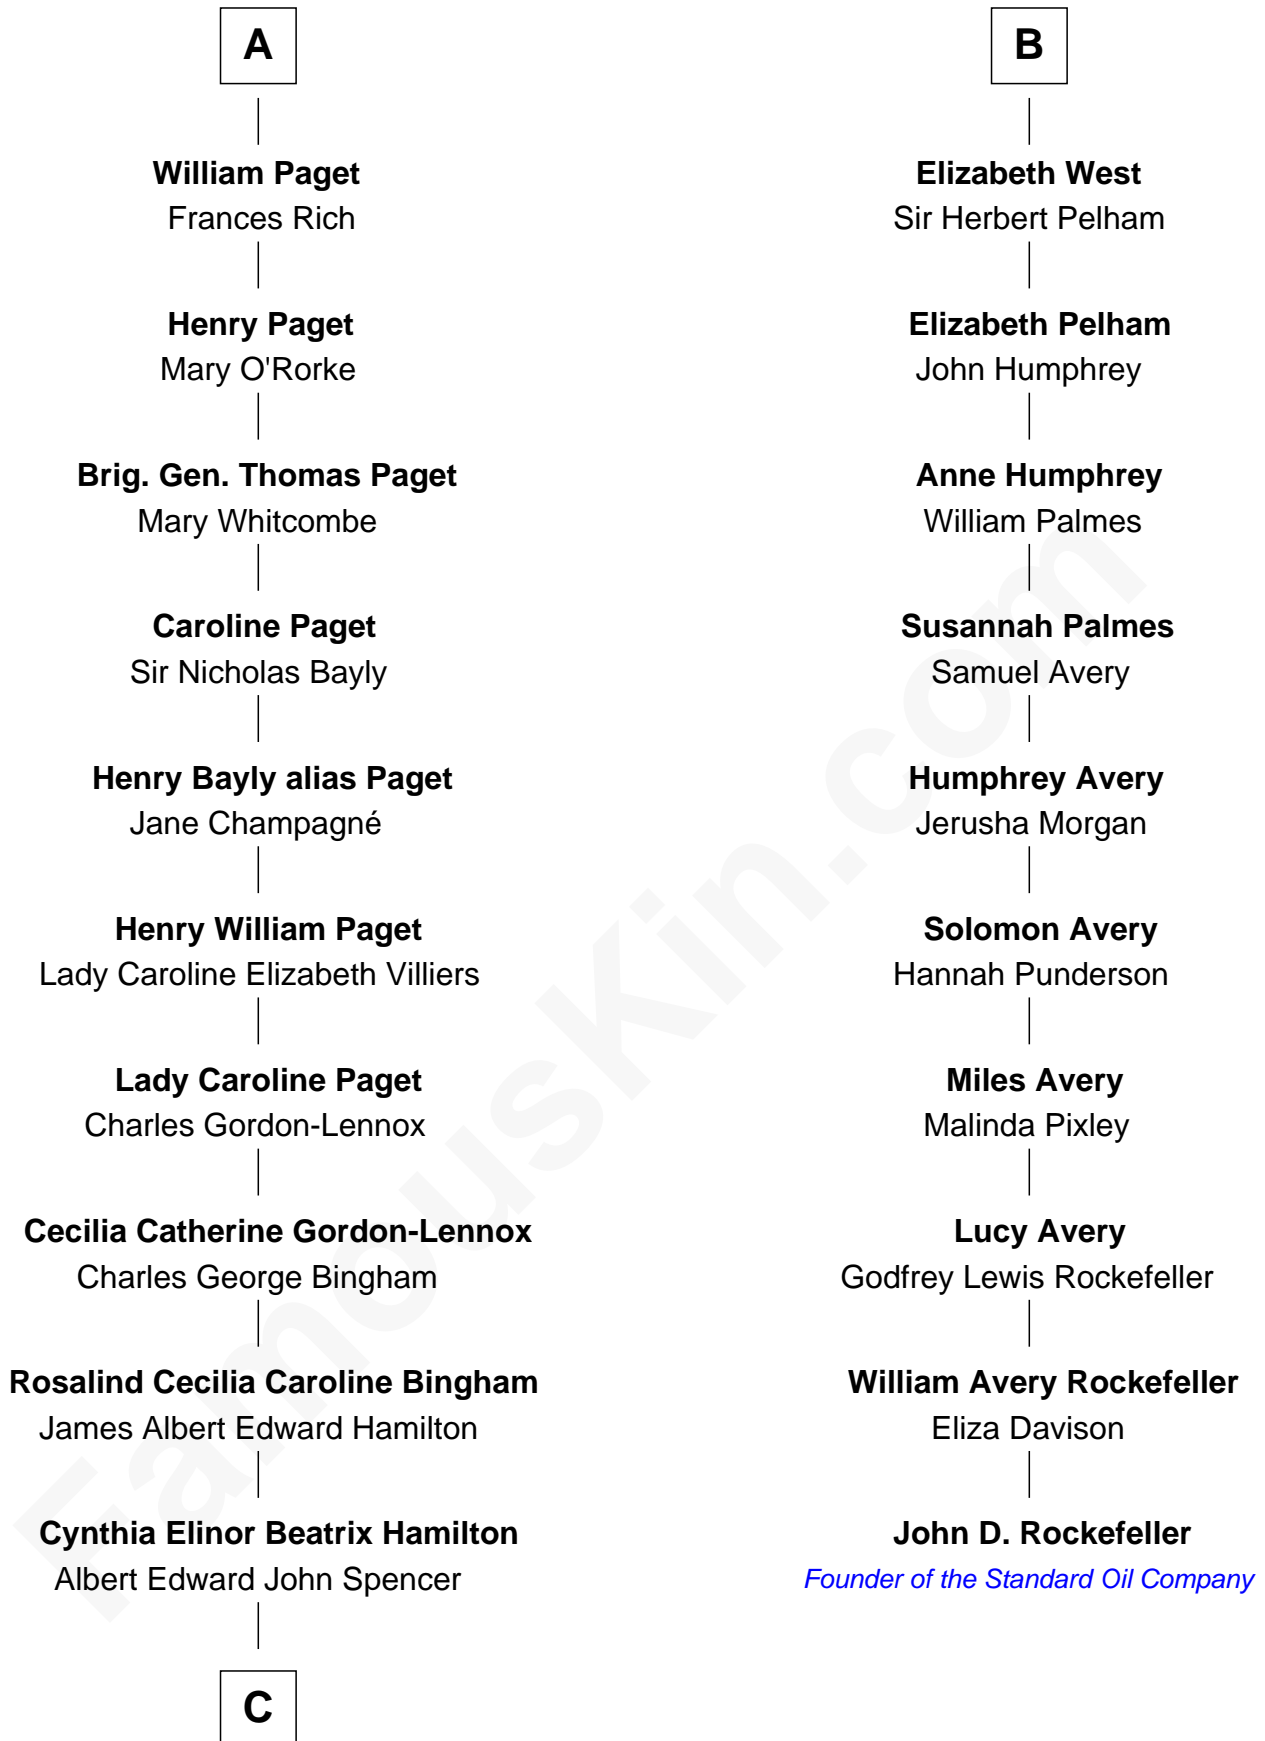 A
William Paget
Frances Rich
Henry Paget
Mary O'Rorke
Brig. Gen. Thomas Paget
Mary Whitcombe
Caroline Paget
Sir Nicholas Bayly
Henry Bayly alias Paget
Jane Champagné
Henry William Paget
Lady Caroline Elizabeth Villiers
Lady Caroline Paget
Charles Gordon-Lennox
Cecilia Catherine Gordon-Lennox
Charles George Bingham
Rosalind Cecilia Caroline Bingham
James Albert Edward Hamilton
Cynthia Elinor Beatrix Hamilton
Albert Edward John Spencer
C
B
Elizabeth West
Sir Herbert Pelham
Elizabeth Pelham
John Humphrey
Anne Humphrey
William Palmes
Susannah Palmes
Samuel Avery
Humphrey Avery
Jerusha Morgan
Solomon Avery
Hannah Punderson
Miles Avery
Malinda Pixley
Lucy Avery
Godfrey Lewis Rockefeller
William Avery Rockefeller
Eliza Davison
John D. Rockefeller
Founder of the Standard Oil Company
FamousKin.com